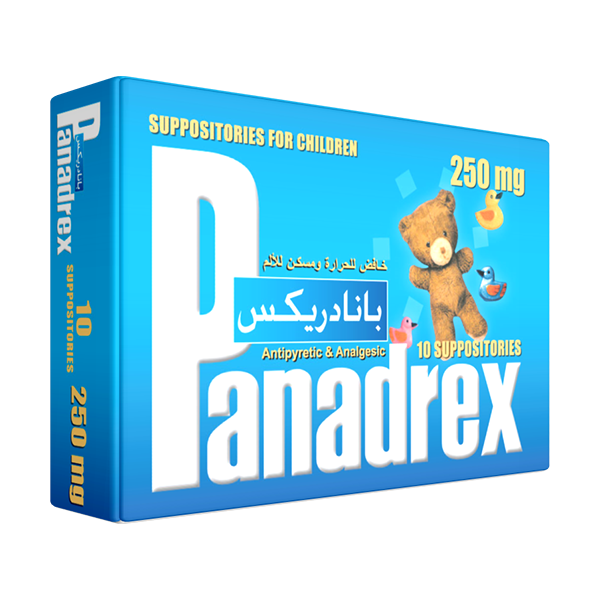 SUPPOSITORIES FOR CHILDREN
250 mg
خافض للحرارة ومسكن للألم
بانادريكس
Antipyretic & Analgesic
10 SUPPOSITORIES
Panadrex
Panadrex
بانادريكس
10
SUPPOSITORIES
250 mg